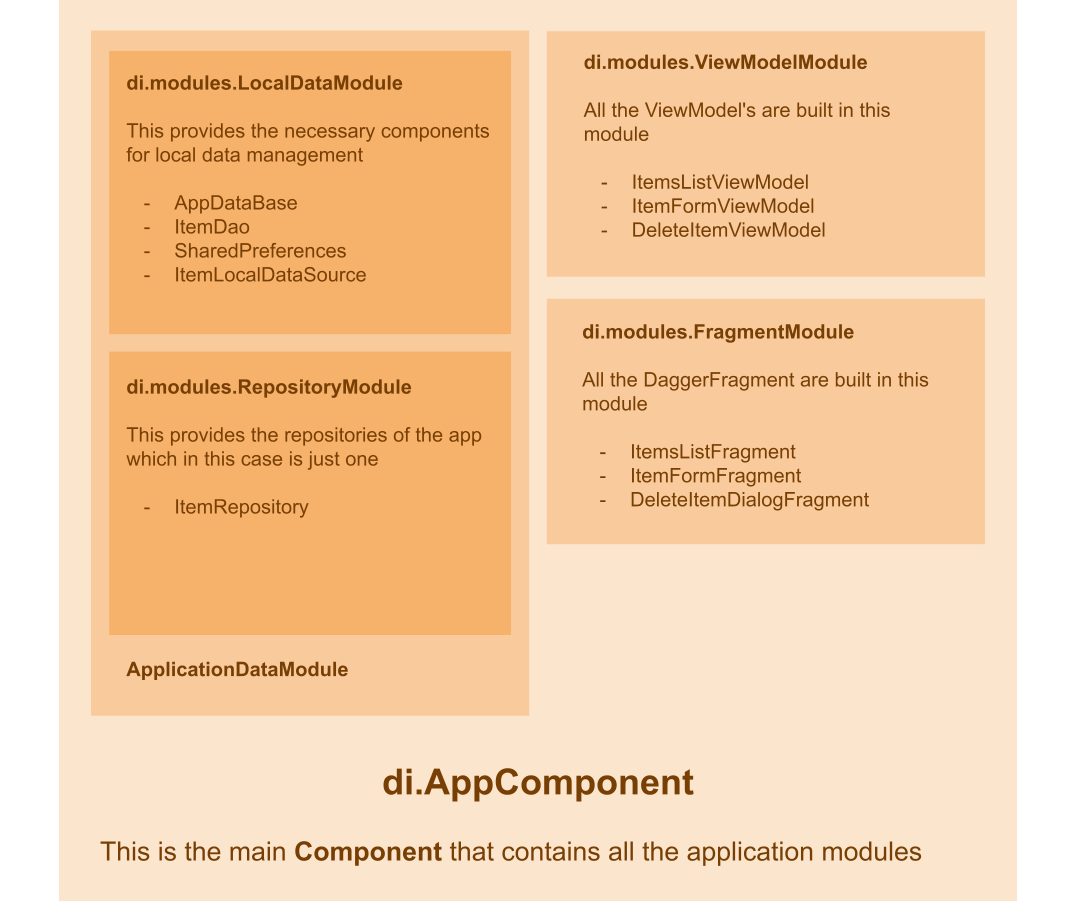 di.modules.LocalDataModule
This provides the necessary components
for local data management
- AppDataBase
- ItemDao
- SharedPreferences
- ItemLocalDataSource
di.modules.RepositoryModule
This provides the repositories of the app
which in this case is just one
- ItemRepository
ApplicationDataModule
di.modules.ViewModelModule
All the ViewModel's are built in this
module
- ItemsListViewModel
- ItemFormViewModel
- DeleteItemViewModel
di.modules.FragmentModule
All the DaggerFragment are built in this
module
- ItemsListFragment
- ItemFormFragment
- DeleteItemDialogFragment
di.AppComponent
This is the main Component that contains all the application modules